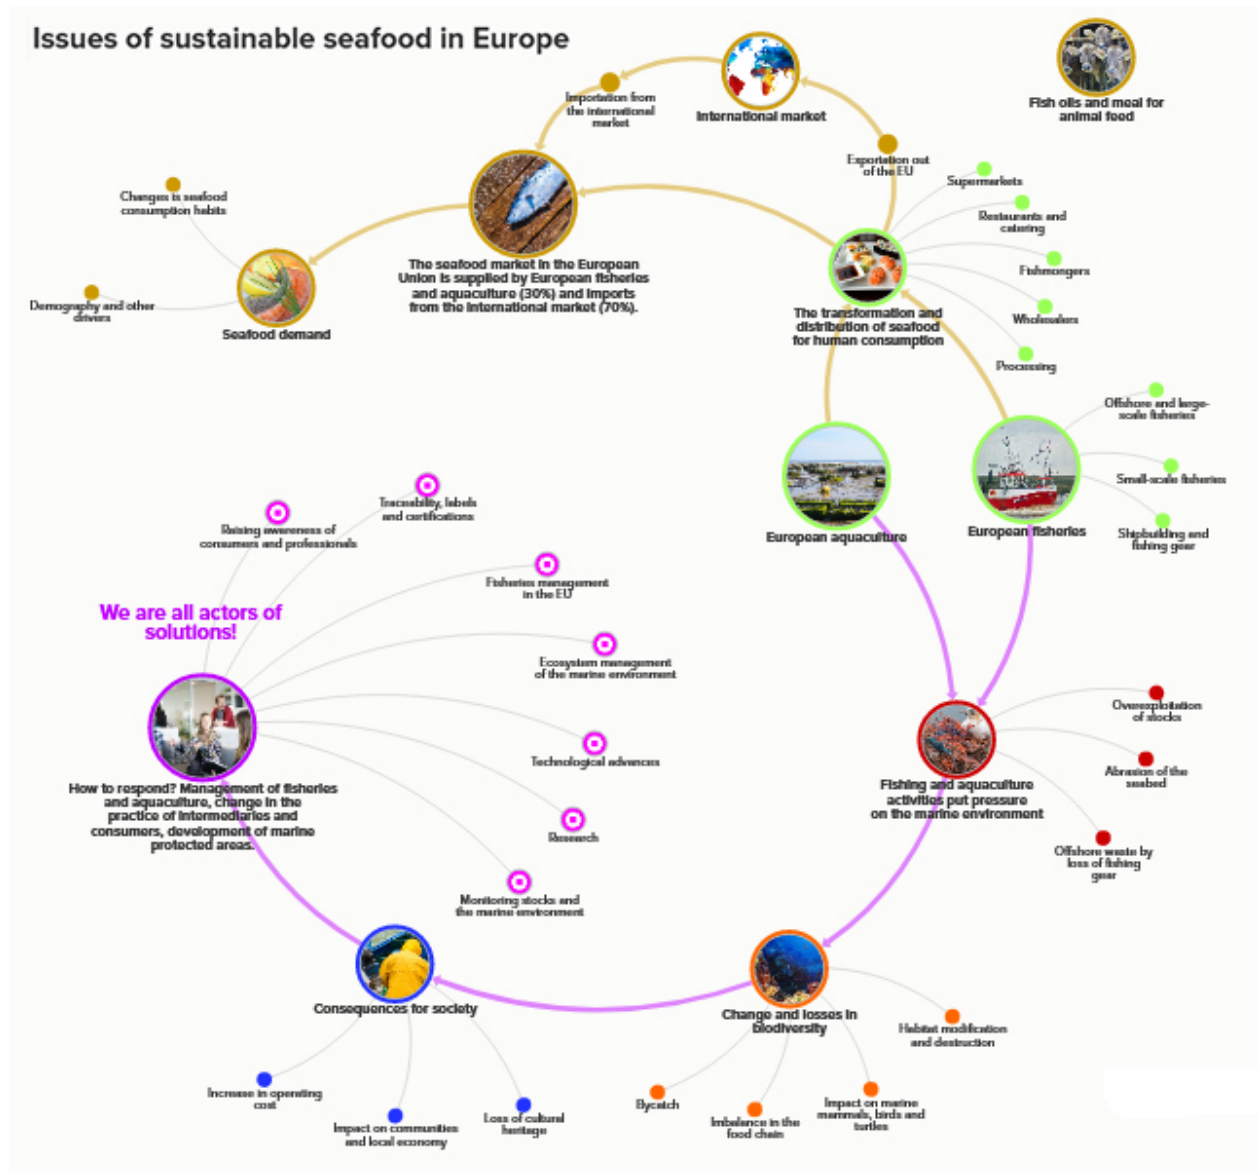 Issues of sustainable seafood in Europe
Importation from
the international
market
International market
Fish oils and meal for
animal feed
Exportation out
of the EU
Changes is seafood
consumption habits
Demography and other
drivers
Seafood demand
The seafood market in the European
Union is supplied by European fisheries
and aquaculture (30%) and imports
from the international market (70%).
Supermarkets
Restaurants and
catering
Fishmongers
Wholesalers
Processing
The transformation and
distribution of seafood
for human consumption
Offshore and large-
scale fisheries
Small-scale fisheries
Shipbuilding and
fishing gear
European aquaculture
European fisheries
Raising awareness of
consumers and professionals
Traceability, labels
and certifications
Fisheries management
in the EU
Ecosystem management
of the marine environment
Technological advances
Research
Monitoring stocks and
the marine environment
We are all actors of
solutions!
How to respond? Management of fisheries
and aquaculture, change in the
practice of intermediaries and
consumers, development of marine
protected areas.
Overexploitation
of stocks
Abrasion of the
seabed
Offshore waste by
loss of fishing
gear
Fishing and aquaculture
activities put pressure
on the marine environment
Consequences for society
Increase in operating
cost
Impact on communities
and local economy
Loss of cultural
heritage
Change and losses in
biodiversity
Habitat modification
and destruction
Bycatch
Imbalance in the
food chain
Impact on marine
mammals, birds and
turtles